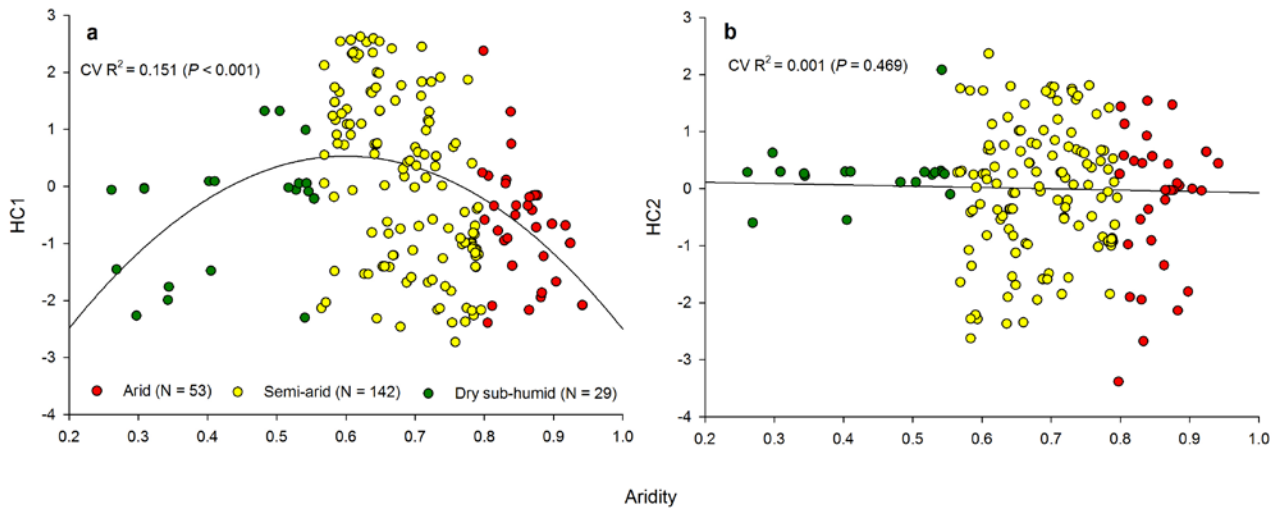 a
CV R² = 0.151 (P < 0.001)
HC1
3
2
1
0
-1
-2
-3
-4
Arid (N = 53) Semi-arid (N = 142) Dry sub-humid (N = 29)
0.2 0.3 0.4 0.5 0.6 0.7 0.8 0.9 1.0
b
CV R² = 0.001 (P = 0.469)
HC2
3
2
1
0
-1
-2
-3
-4
0.2 0.3 0.4 0.5 0.6 0.7 0.8 0.9 1.0
Aridity